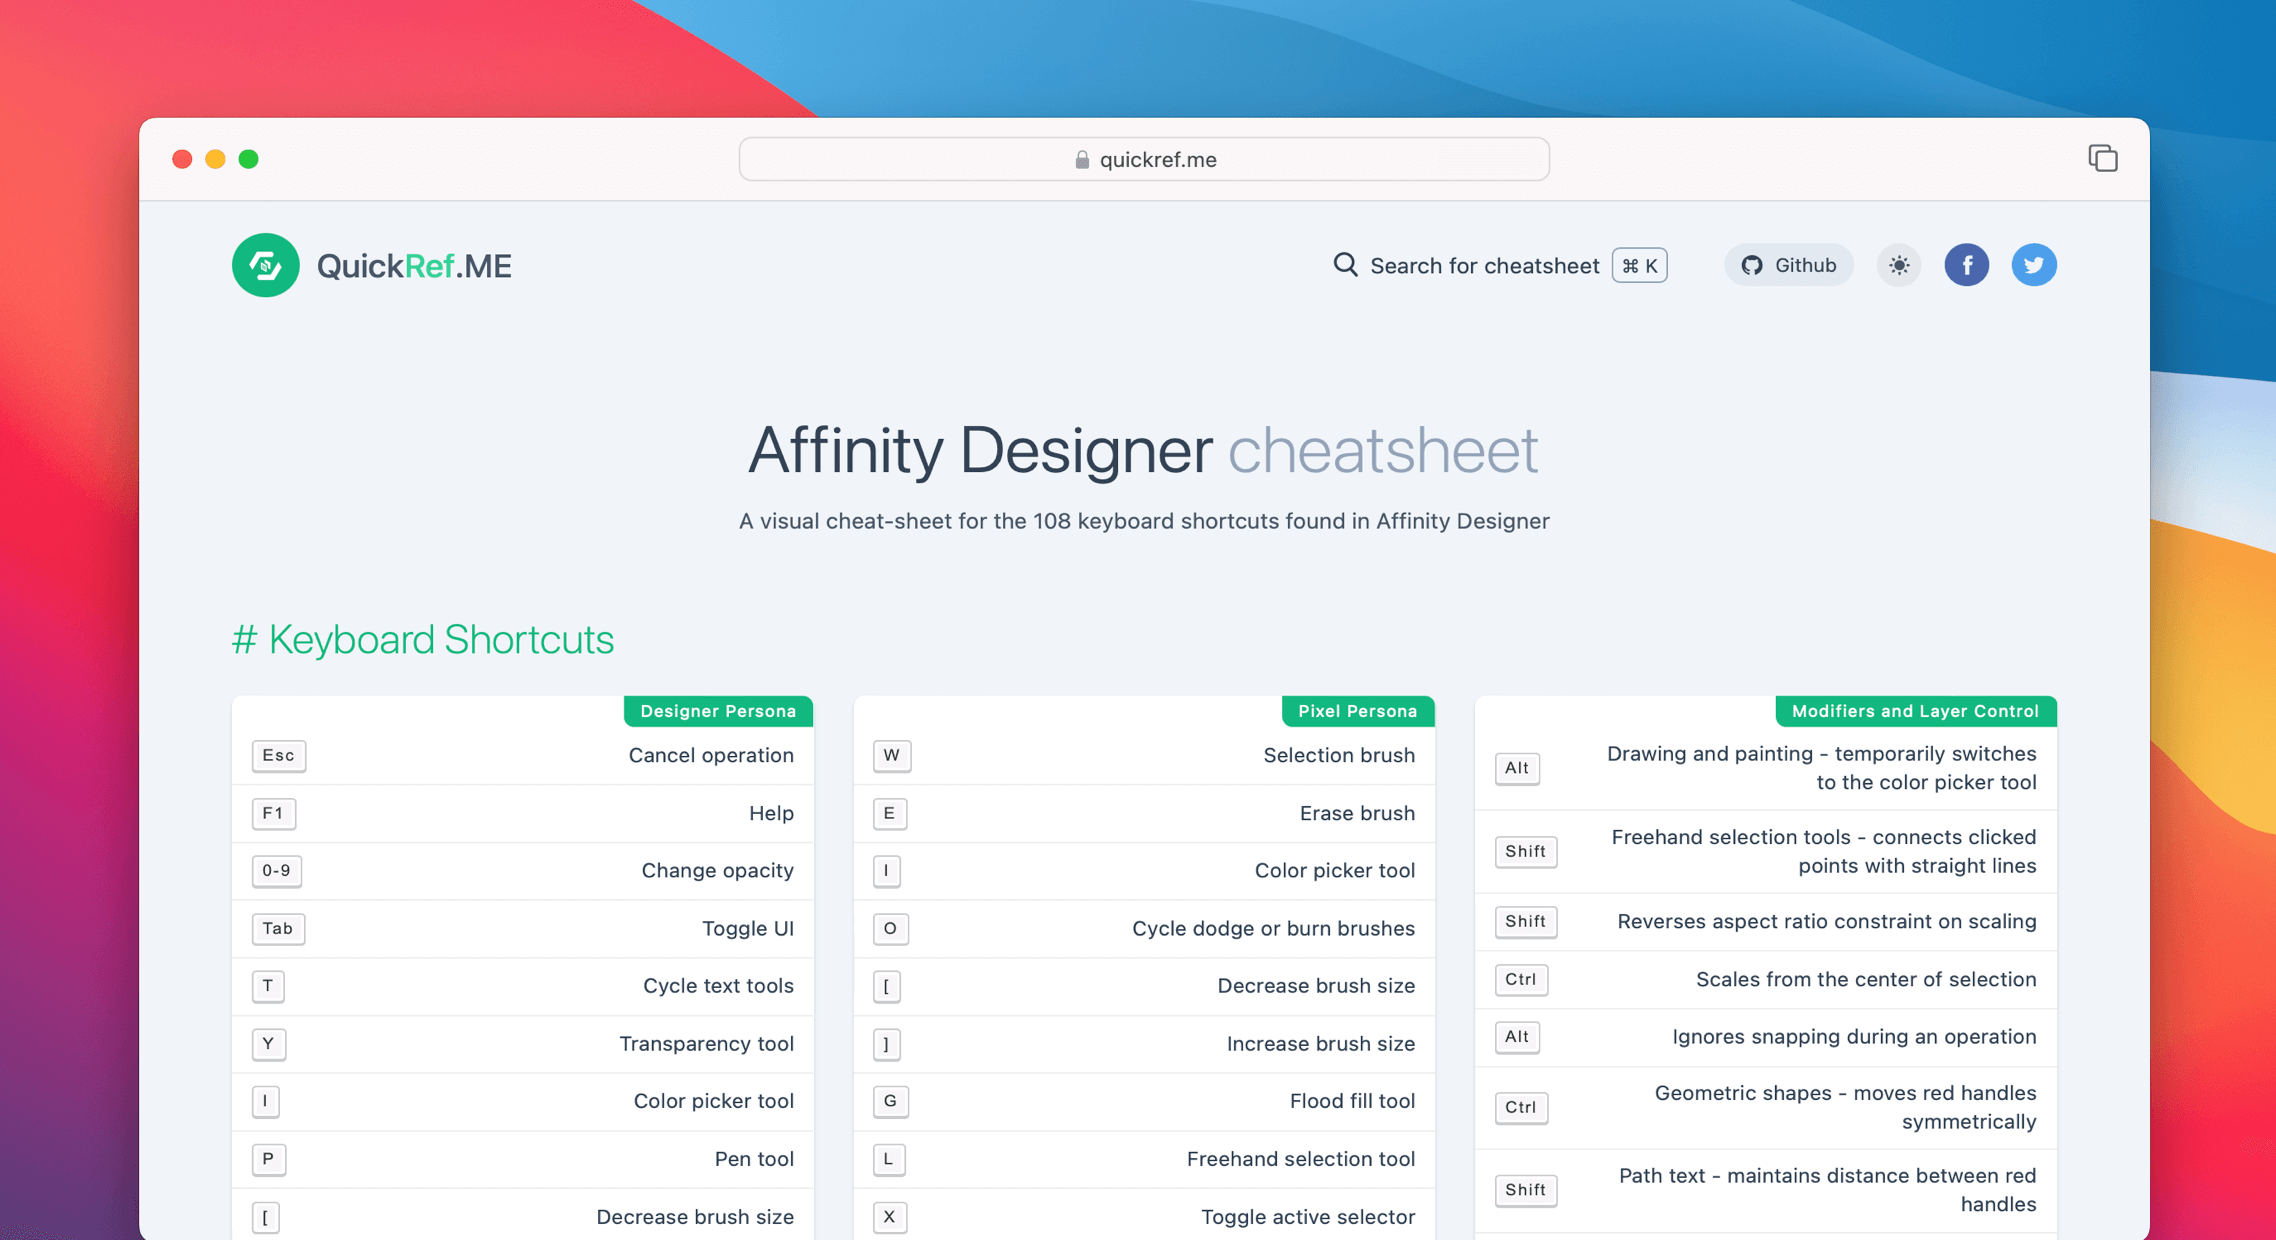 quickref.me
QuickRef.ME
Search for cheatsheet ⌘ K
Github
Affinity Designer cheatsheet
A visual cheat-sheet for the 108 keyboard shortcuts found in Affinity Designer
# Keyboard Shortcuts
Designer Persona
Esc Cancel operation
F1 Help
0-9 Change opacity
Tab Toggle UI
T Cycle text tools
Y Transparency tool
I Color picker tool
P Pen tool
[ Decrease brush size
Pixel Persona
W Selection brush
E Erase brush
I Color picker tool
O Cycle dodge or burn brushes
[ Decrease brush size
] Increase brush size
G Flood fill tool
L Freehand selection tool
X Toggle active selector
Modifiers and Layer Control
Alt Drawing and painting - temporarily switches
to the color picker tool
Shift Freehand selection tools - connects clicked
points with straight lines
Shift Reverses aspect ratio constraint on scaling
Ctrl Scales from the center of selection
Alt Ignores snapping during an operation
Ctrl Geometric shapes - moves red handles
symmetrically
Shift Path text - maintains distance between red
handles